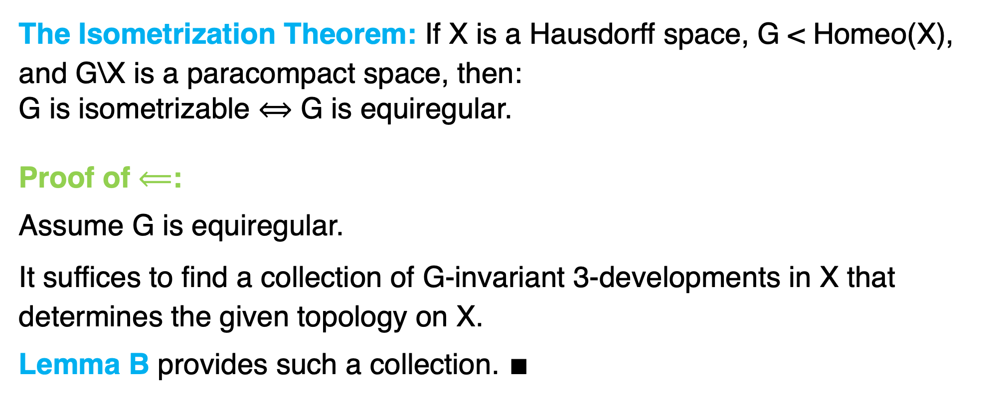 The Isometrization Theorem: If X is a Hausdorff space, G < Homeo(X),
and G\X is a paracompact space, then:
G is isometrizable ⟺ G is equiregular.
Proof of ⟸:
Assume G is equiregular.
It suffices to find a collection of G-invariant 3-developments in X that
determines the given topology on X.
Lemma B provides such a collection. ■